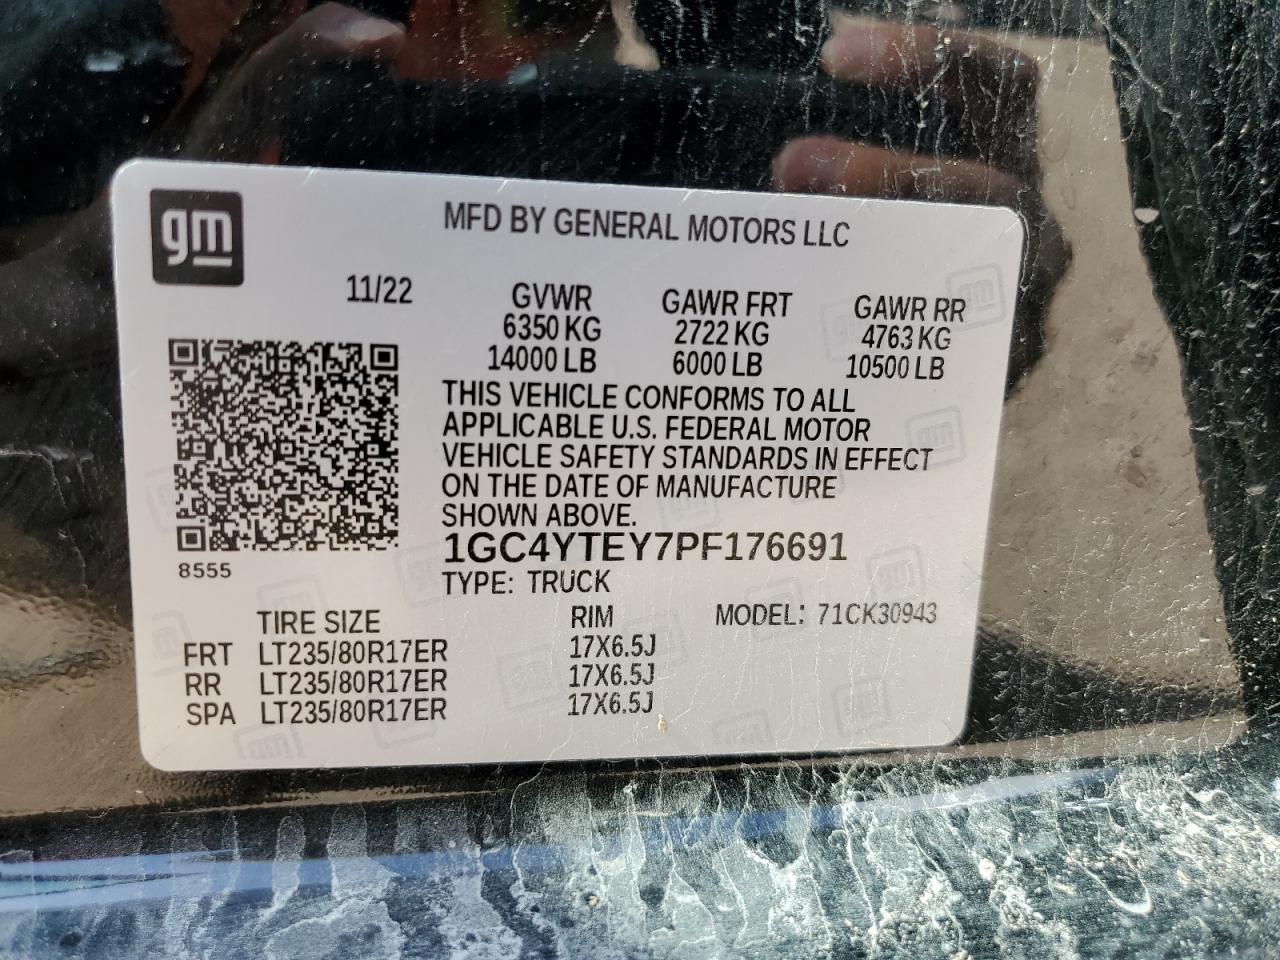 gm
MFD BY GENERAL MOTORS LLC
11/22
GVWR GAWR FRT GAWR RR
6350 KG 2722 KG 4763 KG
14000 LB 6000 LB 10500 LB
THIS VEHICLE CONFORMS TO ALL
APPLICABLE U.S. FEDERAL MOTOR
VEHICLE SAFETY STANDARDS IN EFFECT
ON THE DATE OF MANUFACTURE
SHOWN ABOVE.
1GC4YTEY7PF176691
8555
TYPE: TRUCK
TIRE SIZE RIM MODEL: 71CK30943
FRT LT235/80R17ER 17X6.5J
RR LT235/80R17ER 17X6.5J
SPA LT235/80R17ER 17X6.5J